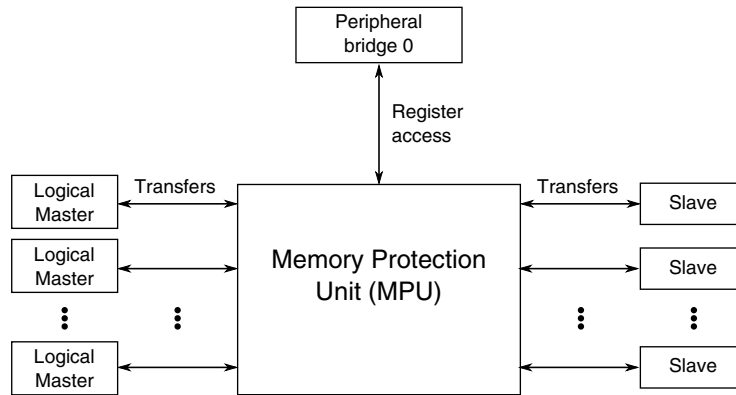 Peripheral
bridge 0
Register
access
Logical
Master
Transfers
Transfers
Slave
Logical
Master
Memory Protection
Unit (MPU)
Slave
Logical
Master
Slave